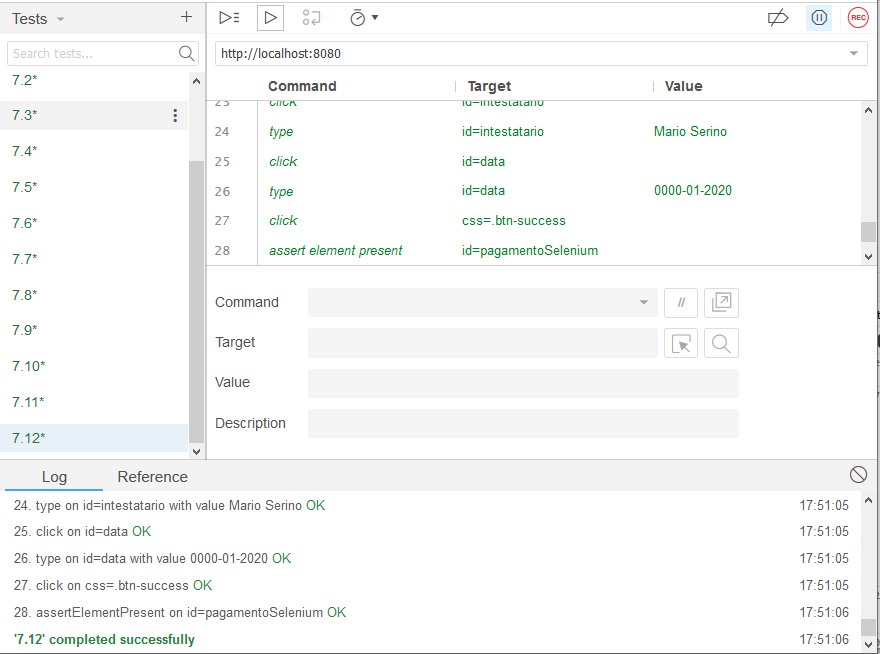 Tests
REC
Search tests...
http://localhost:8080
7.2*
7.3*
7.4*
7.5*
7.6*
7.7*
7.8*
7.9*
7.10*
7.11*
7.12*
Command Target Value
23 click id=intestatario
24 type id=intestatario Mario Serino
25 click id=data
26 type id=data 0000-01-2020
27 click css=.btn-success
28 assert element present id=pagamentoSelenium
Command //
Target
Value
Description
Log Reference
24. type on id=intestatario with value Mario Serino OK 17:51:05
25. click on id=data OK 17:51:05
26. type on id=data with value 0000-01-2020 OK 17:51:05
27. click on css=.btn-success OK 17:51:05
28. assertElementPresent on id=pagamentoSelenium OK 17:51:06
'7.12' completed successfully 17:51:06